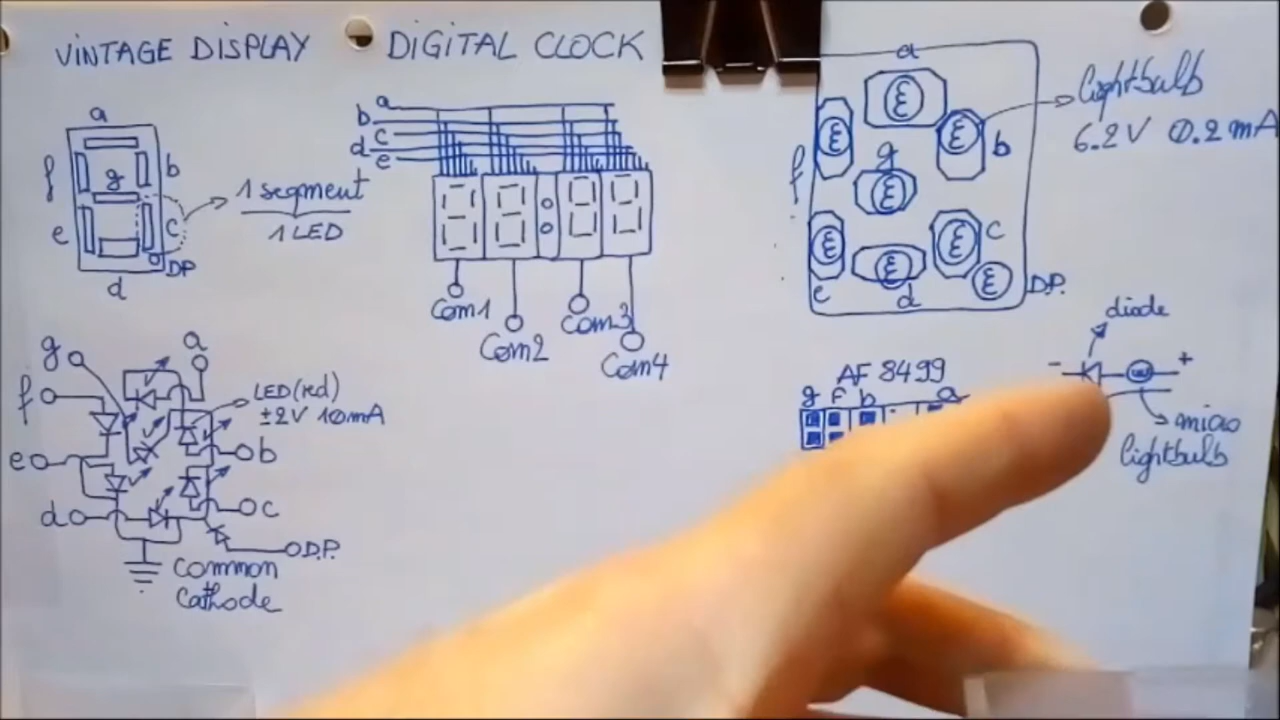 VINTAGE DISPLAY DIGITAL CLOCK
a
f
b
g
e
c
DP
d
1 segment
1 LED
a
b
c
d
e
Com1
Com2
Com3
Com4
a
f
b
g
c
e
d
D.P.
lightbulb
6.2V 0.2mA
g
a
f
LED(red)
±2V 10mA
e
b
d
c
D.P.
Common
Cathode
AF 8499
g F b a
diode
- +
micro
lightbulb